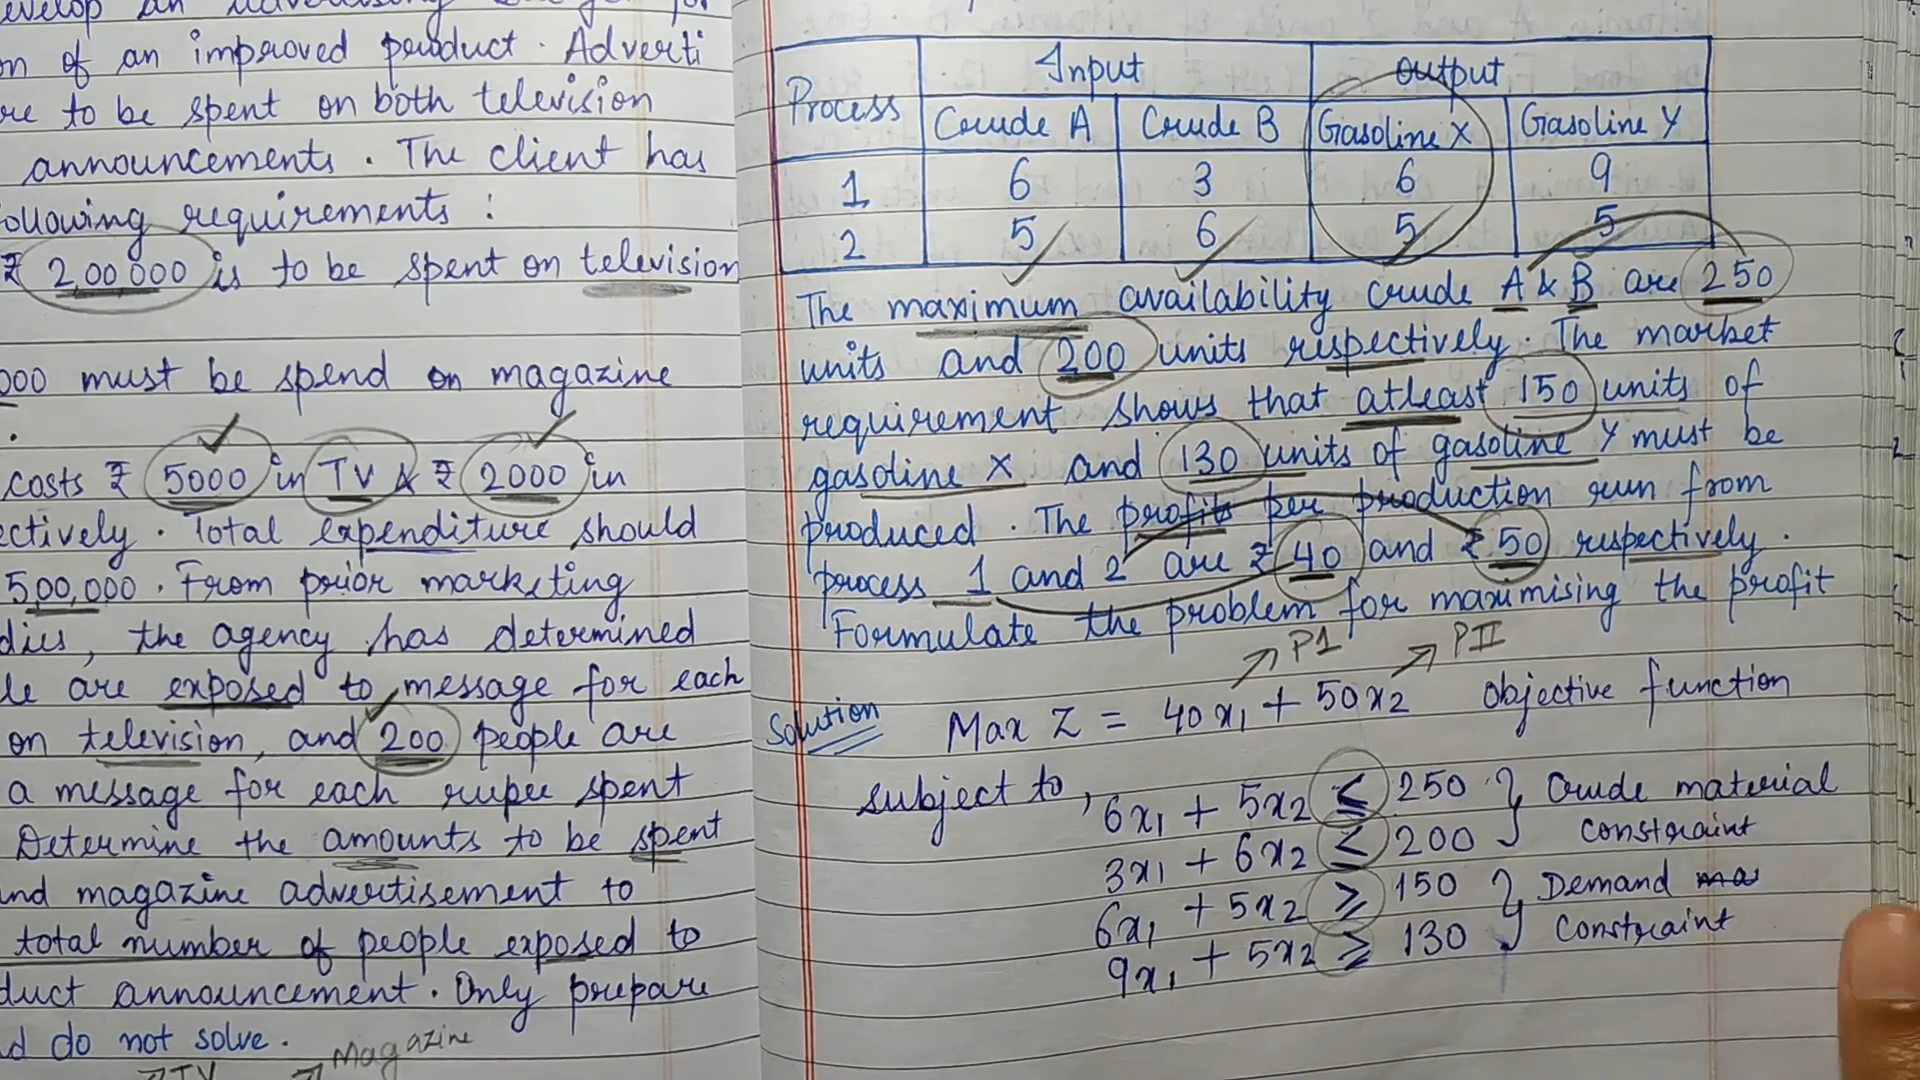 develop an advertising
on of an improved product. Adverti
re to be spent on both television
announcements. The client has
following requirements:
₹ 2,00,000 is to be spent on television
000 must be spend on magazine
.
costs ₹ 5000 in TV & ₹ 2000 in
ectively. Total expenditure should
5,00,000. From prior marketing
dies, the agency has determined
le are exposed to message for each
on television, and 200 people are
a message for each rupee spent
Determine the amounts to be spent
nd magazine advertisement to
total number of people exposed to
duct announcement. Only prepare
d do not solve.
TV Magazine
Process Input Output
Crude A Crude B Gasoline X Gasoline Y
1 6 3 6 9
2 5 6 5 5
The maximum availability crude A & B are 250
units and 200 units respectively. The market
requirement shows that atleast 150 units of
gasoline X and 130 units of gasoline Y must be
produced. The profits per production run from
process 1 and 2 are ₹ 40 and ₹ 50 respectively.
Formulate the problem for maximising the profit
P1 PII
Solution Max Z = 40x1 + 50x2 Objective function
subject to, 6x1 + 5x2 ≤ 250 } Crude material
3x1 + 6x2 ≤ 200 constraint
6x1 + 5x2 ≥ 150 } Demand
9x1 + 5x2 ≥ 130 Constraint